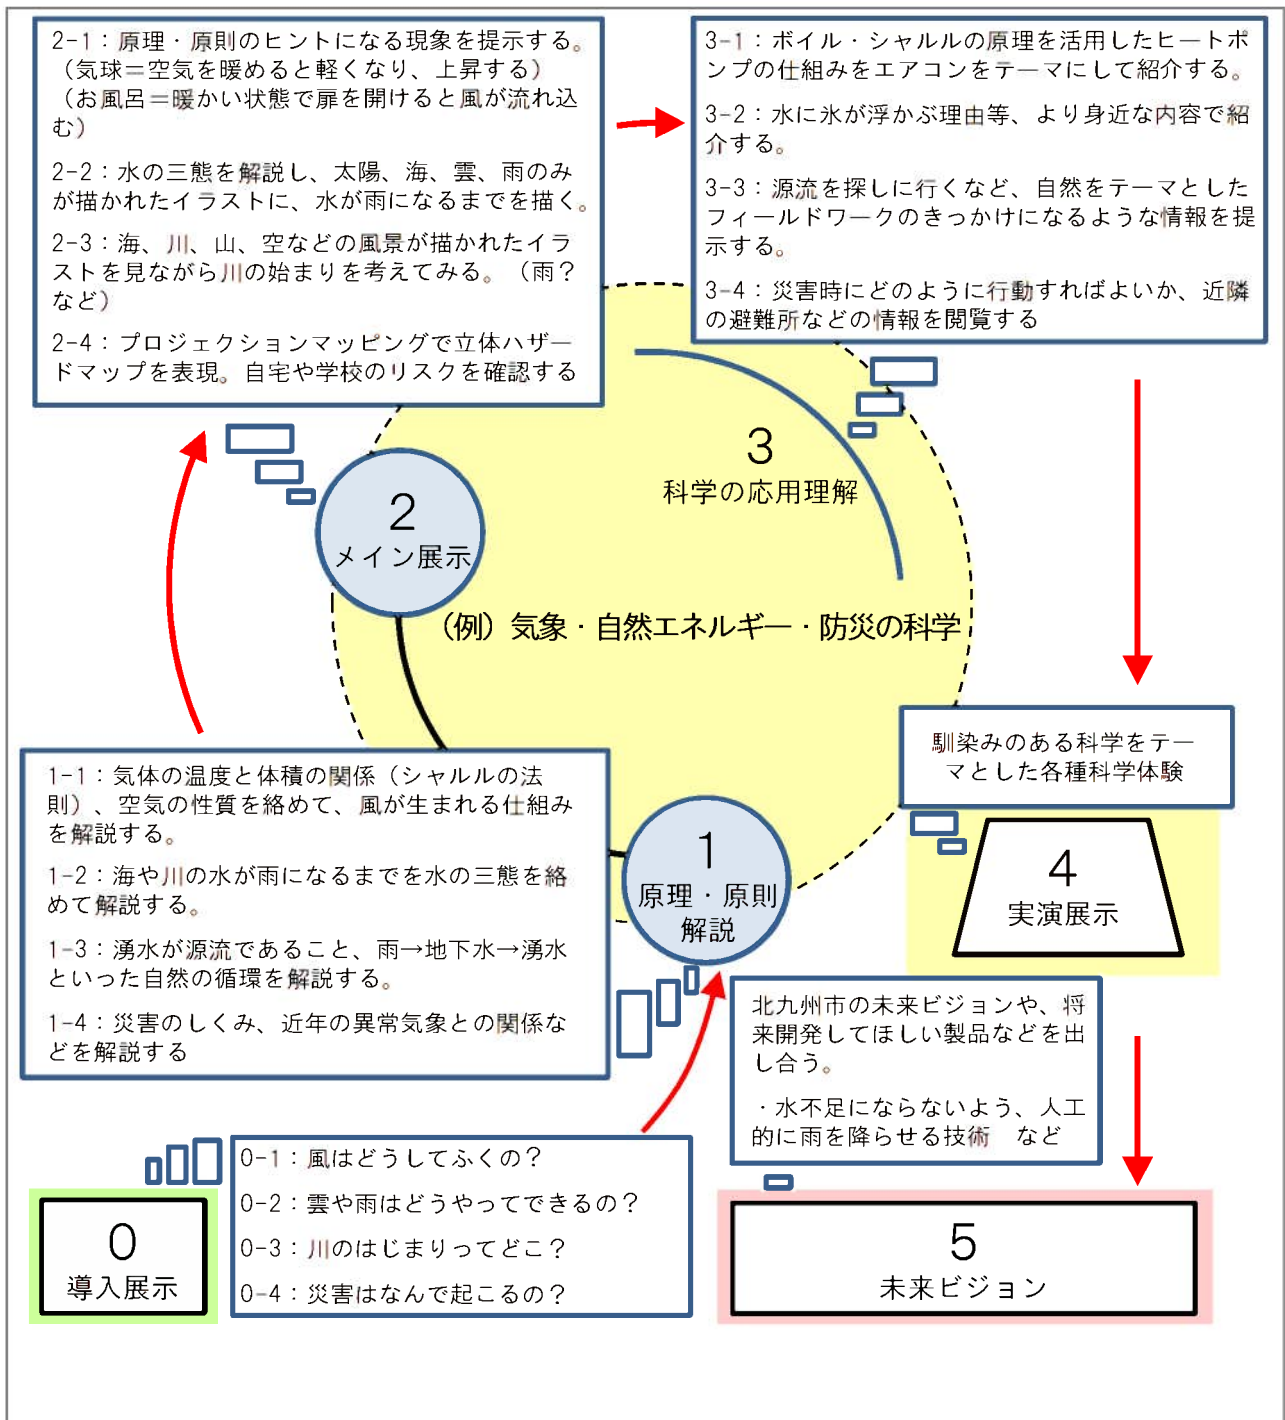 2-1：原理・原則のヒントになる現象を提示する。
（気球＝空気を暖めると軽くなり、上昇する）
（お風呂＝暖かい状態で扉を開けると風が流れ込
む）
2-2：水の三態を解説し、太陽、海、雲、雨のみ
が描かれたイラストに、水が雨になるまでを描く。
2-3：海、川、山、空などの風景が描かれたイラ
ストを見ながら川の始まりを考えてみる。（雨？
など）
2-4：プロジェクションマッピングで立体ハザー
ドマップを表現。自宅や学校のリスクを確認する
3-1：ボイル・シャルルの原理を活用したヒートポ
ンプの仕組みをエアコンをテーマにして紹介する。
3-2：水に氷が浮かぶ理由等、より身近な内容で紹
介する。
3-3：源流を探しに行くなど、自然をテーマとした
フィールドワークのきっかけになるような情報を提
示する。
3-4：災害時にどのように行動すればよいか、近隣
の避難所などの情報を閲覧する
3
科学の応用理解
2
メイン展示
（例）気象・自然エネルギー・防災の科学
馴染みのある科学をテー
マとした各種科学体験
1-1：気体の温度と体積の関係（シャルルの法
則）、空気の性質を絡めて、風が生まれる仕組み
を解説する。
1-2：海や川の水が雨になるまでを水の三態を絡
めて解説する。
1-3：湧水が源流であること、雨→地下水→湧水
といった自然の循環を解説する。
1-4：災害のしくみ、近年の異常気象との関係な
どを解説する
1
原理・原則
解説
4
実演展示
北九州市の未来ビジョンや、将
来開発してほしい製品などを出
し合う。
・水不足にならないよう、人工
的に雨を降らせる技術　など
0-1：風はどうしてふくの？
0-2：雲や雨はどうやってできるの？
0-3：川のはじまりってどこ？
0-4：災害はなんで起こるの？
0
導入展示
5
未来ビジョン